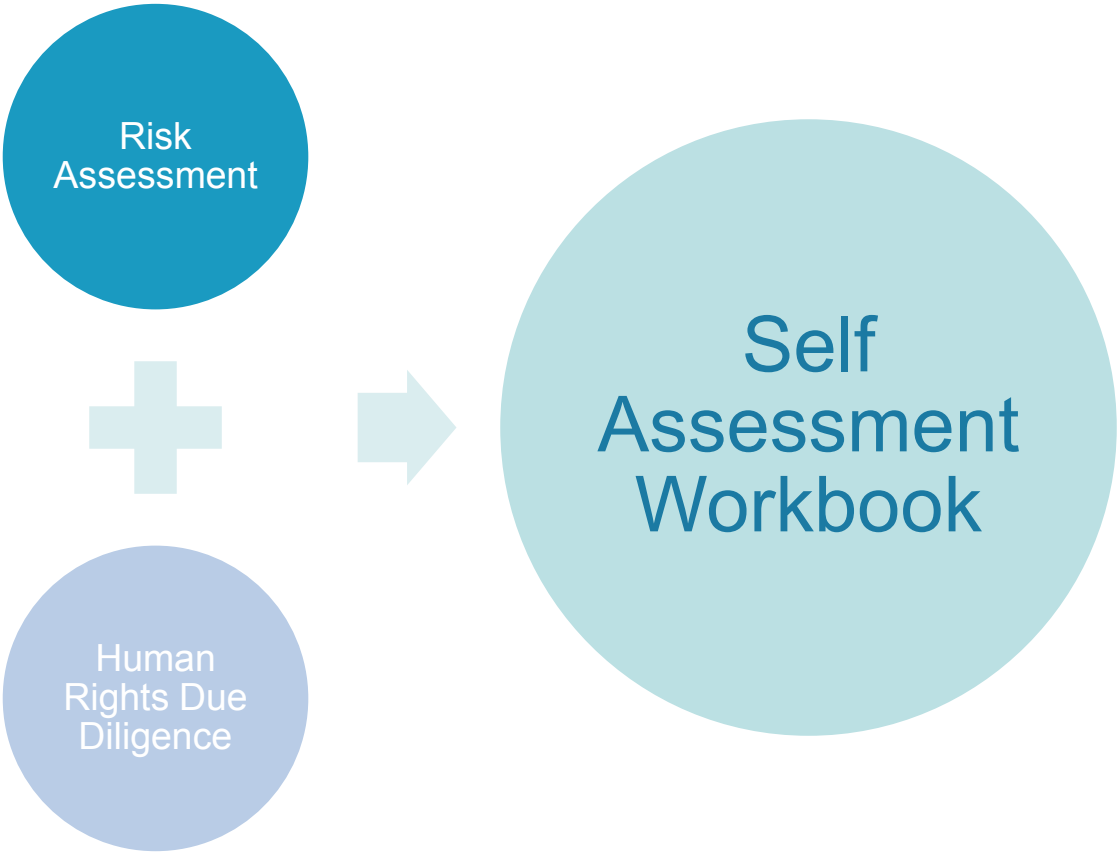 Risk
Assessment
Human
Rights Due
Diligence
Self
Assessment
Workbook